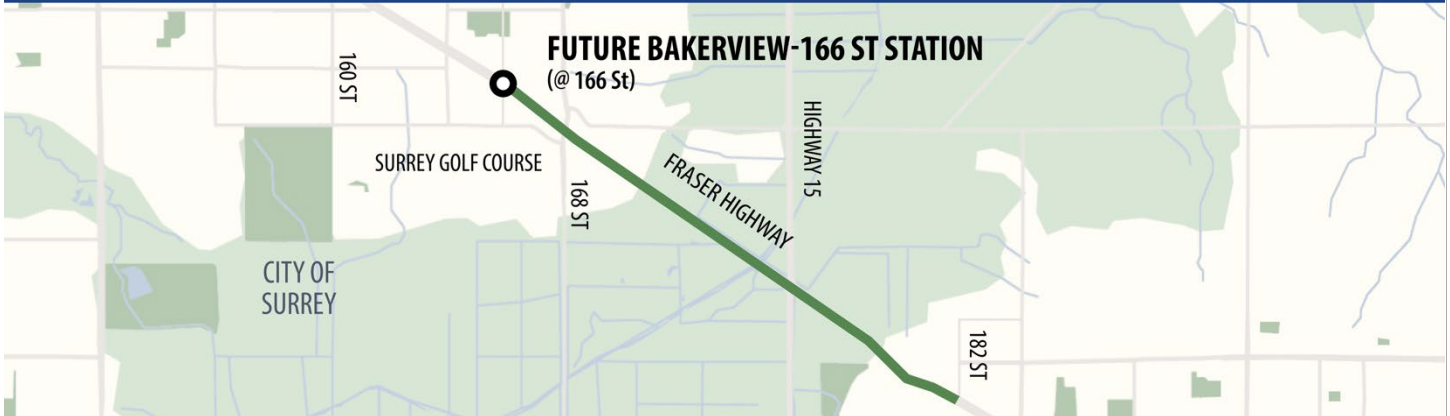 FUTURE BAKERVIEW-166 ST STATION
(@ 166 St)
160 ST
HIGHWAY 15
SURREY GOLF COURSE
168 ST
FRASER HIGHWAY
CITY OF
SURREY
182 ST